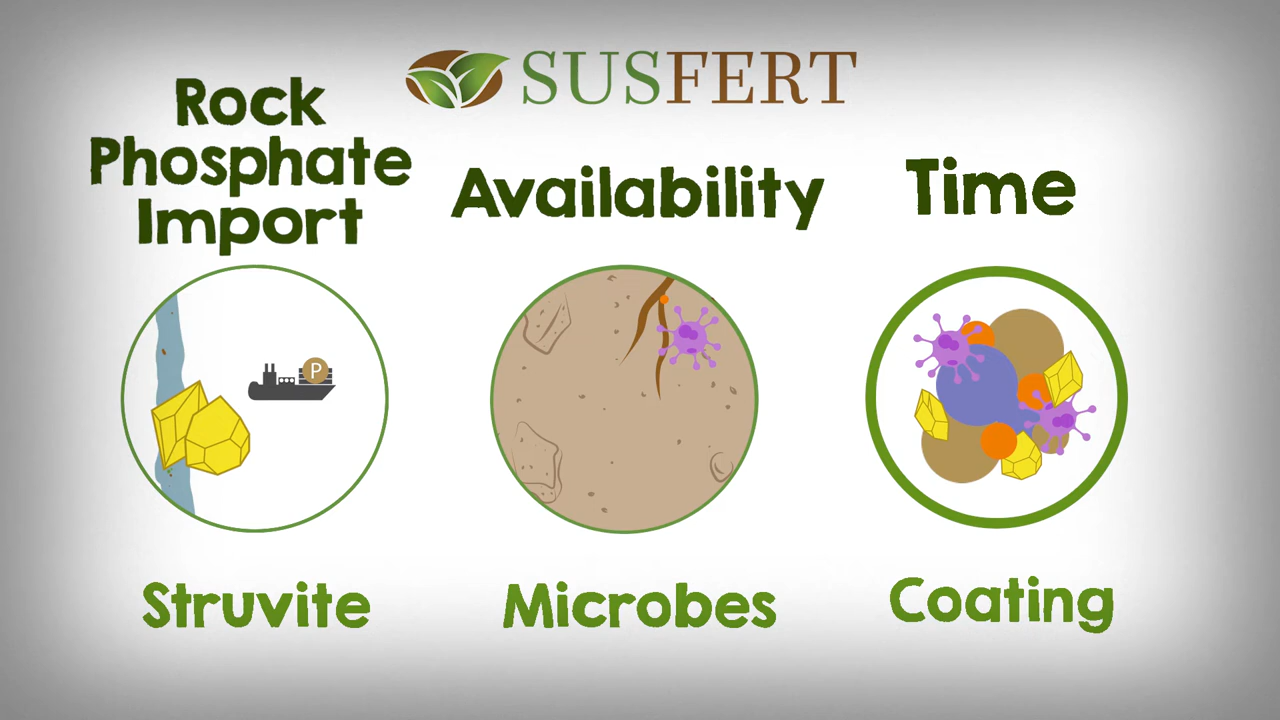 SUSFERT
Rock
Phosphate
Import
Availability
Time
P
Struvite
Microbes
Coating